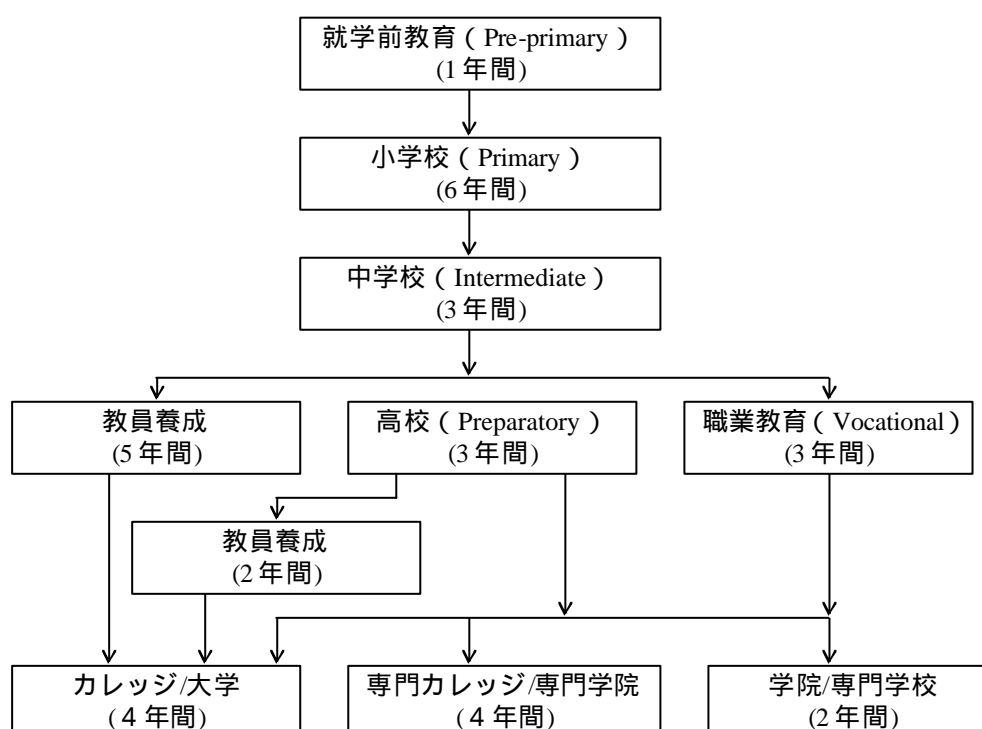 就学前教育（Pre-primary）
(1年間)
小学校（Primary）
(6年間)
中学校（Intermediate）
(3年間)
教員養成
(5年間)
高校（Preparatory）
(3年間)
職業教育（Vocational）
(3年間)
教員養成
(2年間)
カレッジ/大学
(４年間)
専門カレッジ/専門学院
(４年間)
学院/専門学校
(2年間)